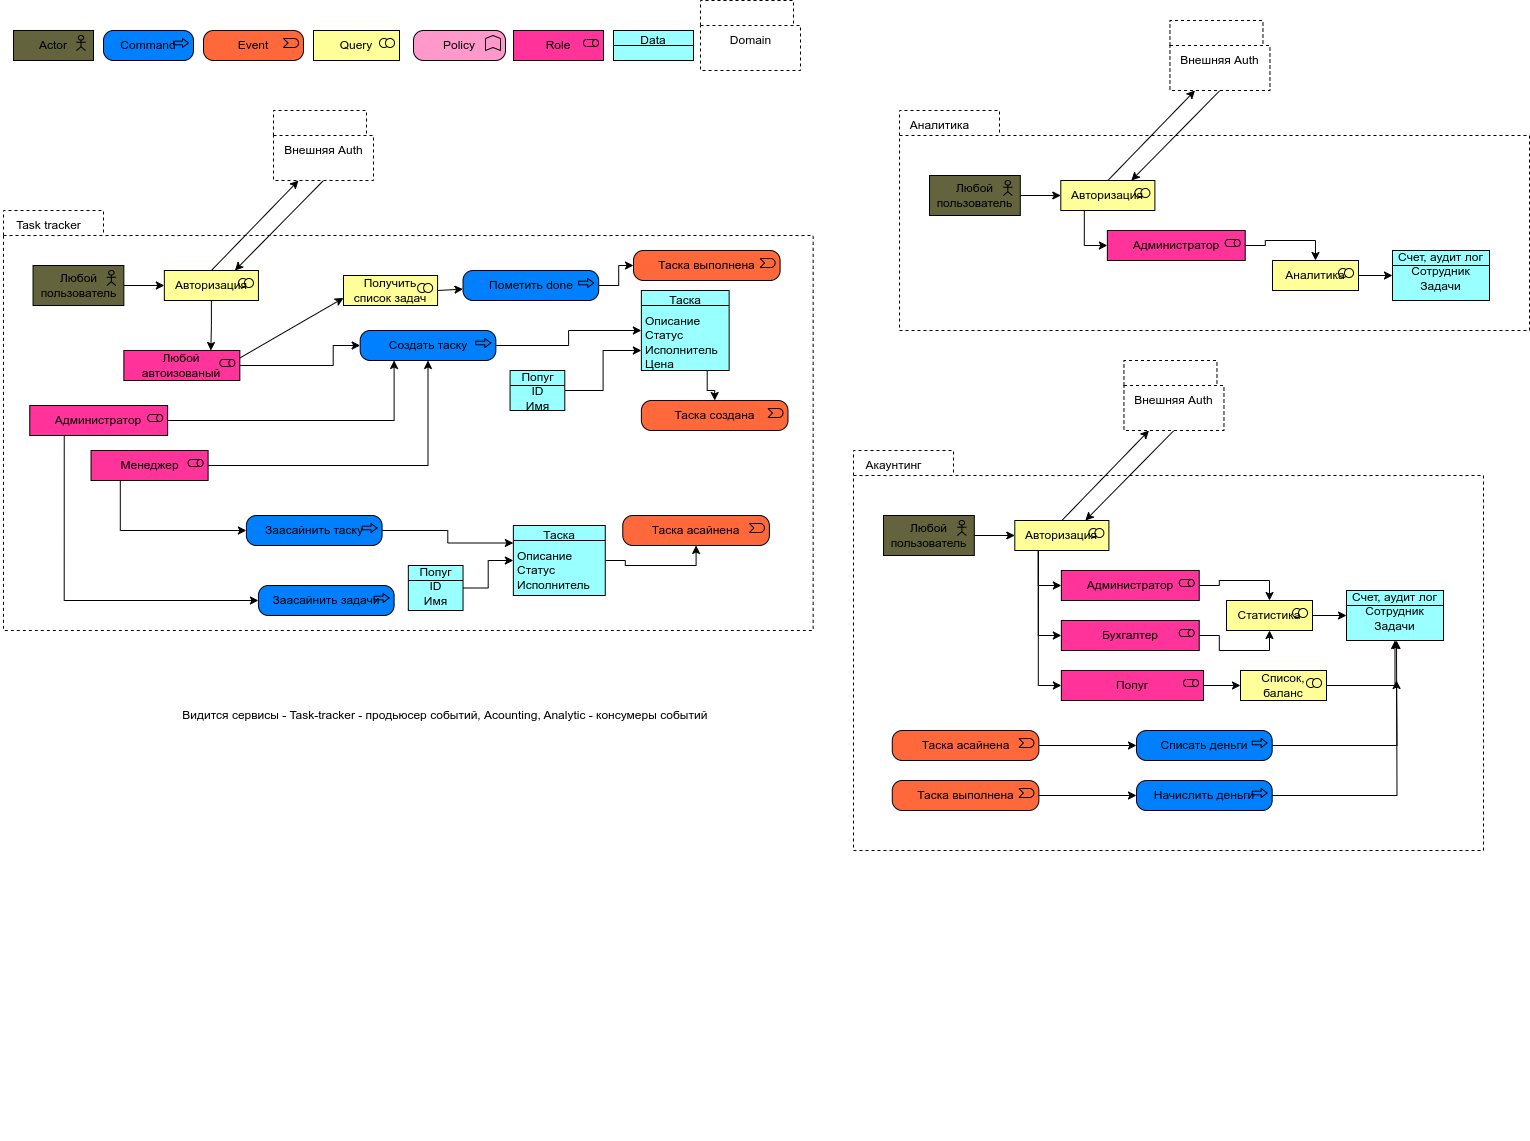 Actor
Command
Event
Query
Policy
Role
Data
Domain
Внешняя Auth
Task tracker
Любой
пользователь
Авторизация
Любой
автоизованый
Получить
список задач
Пометить done
Таска выполнена
Создать таску
Таска
Описание
Статус
Исполнитель
Цена
Попуг
ID
Имя
Таска создана
Администратор
Менеджер
Заасайнить таску
Попуг
ID
Имя
Таска
Описание
Статус
Исполнитель
Таска асайнена
Заасайнить задачи
Видится сервисы - Task-tracker - продьюсер событий, Acounting, Analytic - консумеры событий
Внешняя Auth
Аналитика
Любой
пользователь
Авторизация
Администратор
Аналитика
Счет, аудит лог
Сотрудник
Задачи
Внешняя Auth
Акаунтинг
Любой
пользователь
Авторизация
Администратор
Статистика
Счет, аудит лог
Сотрудник
Задачи
Бухгалтер
Попуг
Список,
баланс
Таска асайнена
Списать деньги
Таска выполнена
Начислить деньги